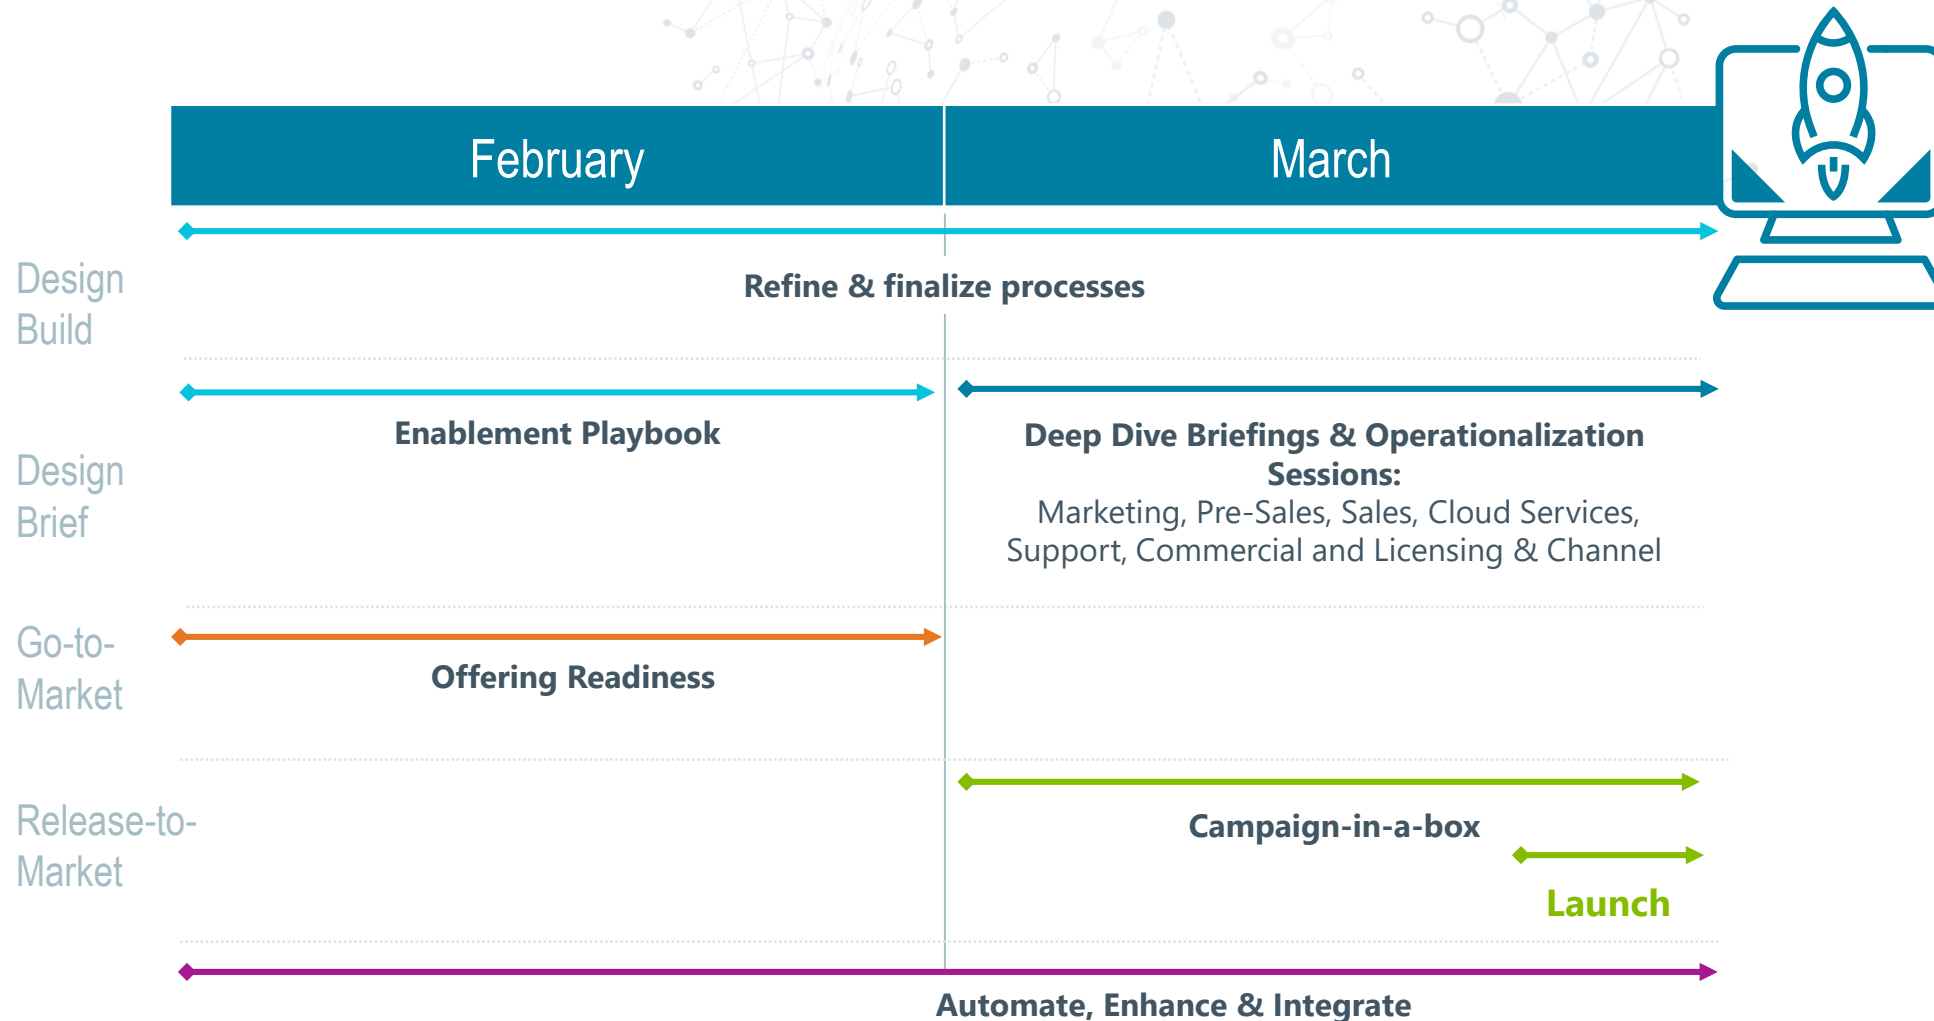 February
March
Design
Build
Refine & finalize processes
Design
Brief
Enablement Playbook
Deep Dive Briefings & Operationalization
Sessions:
Marketing, Pre-Sales, Sales, Cloud Services,
Support, Commercial and Licensing & Channel
Go-to-
Market
Offering Readiness
Release-to-
Market
Campaign-in-a-box
Launch
Automate, Enhance & Integrate